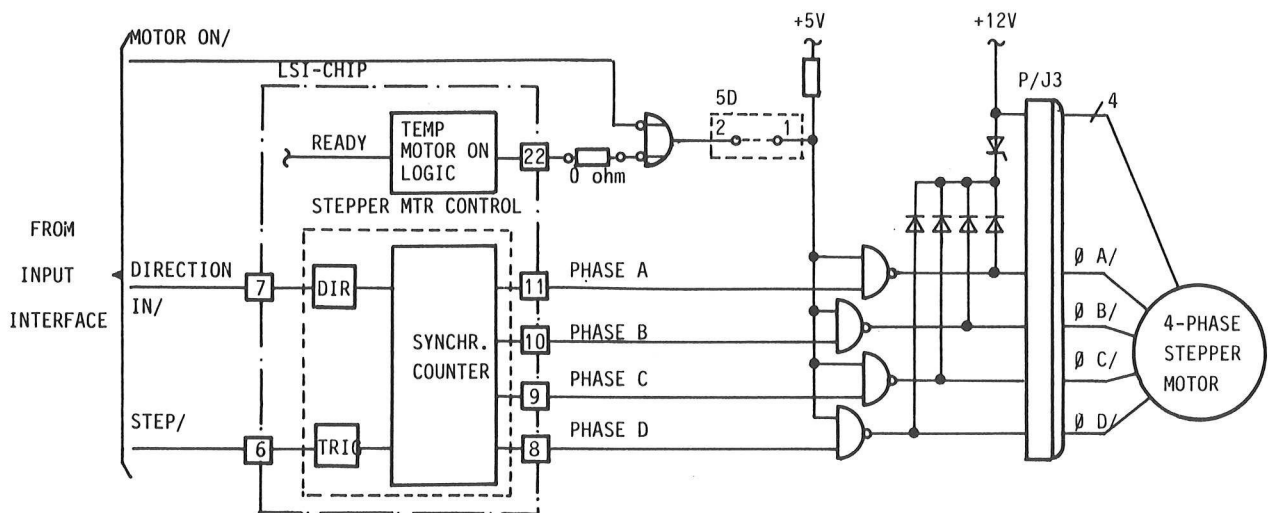 +5V
+12V
MOTOR ON/
LSI-CHIP
P/J3
4
5D
2 1
READY
TEMP
MOTOR ON
LOGIC
22
0 ohm
STEPPER MTR CONTROL
FROM
INPUT
INTERFACE
DIRECTION
IN/
7
DIR
SYNCHR.
COUNTER
11
PHASE A
10
PHASE B
9
PHASE C
8
PHASE D
STEP/
6
TRIG
Ø A/
Ø B/
Ø C/
Ø D/
4-PHASE
STEPPER
MOTOR